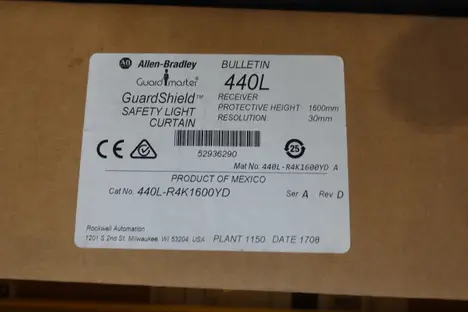 AB Allen-Bradley
Guardmaster
GuardShield™
SAFETY LIGHT
CURTAIN
BULLETIN
440L
RECEIVER
PROTECTIVE HEIGHT: 1600mm
RESOLUTION: 30mm
CE
25
52936290
Mat No: 440L-R4K1600YD A
PRODUCT OF MEXICO
Cat No. 440L-R4K1600YD Ser A Rev D
Rockwell Automation
1201 S 2nd St. Milwaukee, WI 53204, USA PLANT 1150 DATE 1708